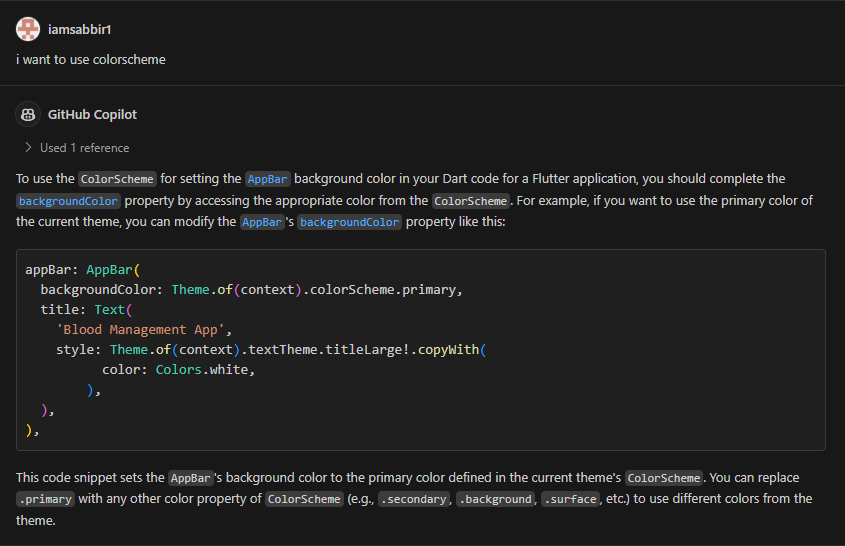 iamsabbir1
i want to use colorscheme
GitHub Copilot
Used 1 reference
To use the ColorScheme for setting the AppBar background color in your Dart code for a Flutter application, you should complete the
backgroundColor property by accessing the appropriate color from the ColorScheme. For example, if you want to use the primary color of
the current theme, you can modify the AppBar's backgroundColor property like this:
appBar: AppBar(
  backgroundColor: Theme.of(context).colorScheme.primary,
  title: Text(
    'Blood Management App',
    style: Theme.of(context).textTheme.titleLarge!.copyWith(
          color: Colors.white,
        ),
  ),
),
This code snippet sets the AppBar's background color to the primary color defined in the current theme's ColorScheme. You can replace
.primary with any other color property of ColorScheme (e.g., .secondary, .background, .surface, etc.) to use different colors from the
theme.